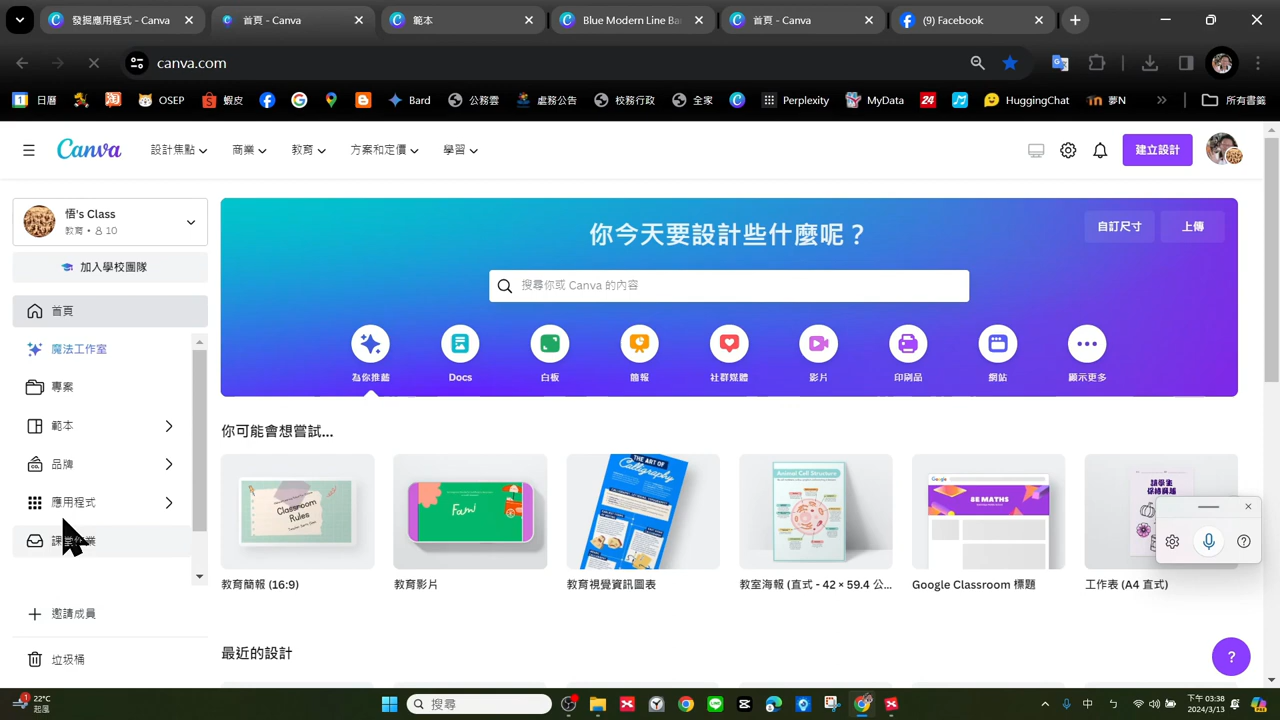 發掘應用程式 - Canva
首頁 - Canva
範本
Blue Modern Line Ba
首頁 - Canva
(9) Facebook
canva.com
日曆
淘
OSEP
蝦皮
Bard
公務雲
處務公告
校務行政
全家
Perplexity
MyData
24
HuggingChat
夢N
所有書籤
Canva
設計焦點
商業
教育
方案和定價
學習
建立設計
悟's Class
教育 • 10
加入學校團隊
首頁
魔法工作室
專案
範本
品牌
應用程式
課堂作業
邀請成員
垃圾桶
你今天要設計些什麼呢？
自訂尺寸
上傳
搜尋你或 Canva 的內容
為你推薦
Docs
白板
簡報
社群媒體
影片
印刷品
網站
顯示更多
你可能會想嘗試...
Classroom
Rules
Fam
THE ART OF
Calligraphy
Animal Cell Structure
Google
8E MATHS
教育簡報 (16:9)
教育影片
教育視覺資訊圖表
教室海報 (直式 - 42 × 59.4 公...
Google Classroom 標題
工作表 (A4 直式)
最近的設計
?
22°C
起風
搜尋
中
下午 03:38
2024/3/13